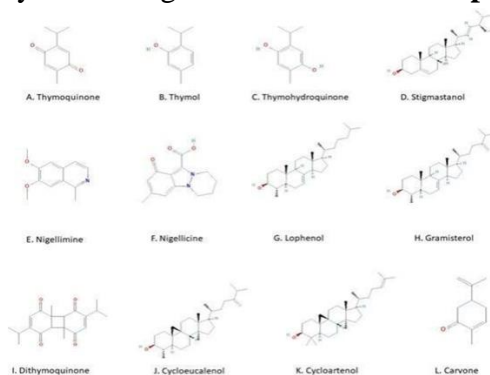 A. Thymoquinone
B. Thymol
C. Thymohydroquinone
D. Stigmastanol
E. Nigellimine
F. Nigellicine
G. Lophenol
H. Gramisterol
I. Dithymoquinone
J. Cycloeucalenol
K. Cycloartenol
L. Carvone